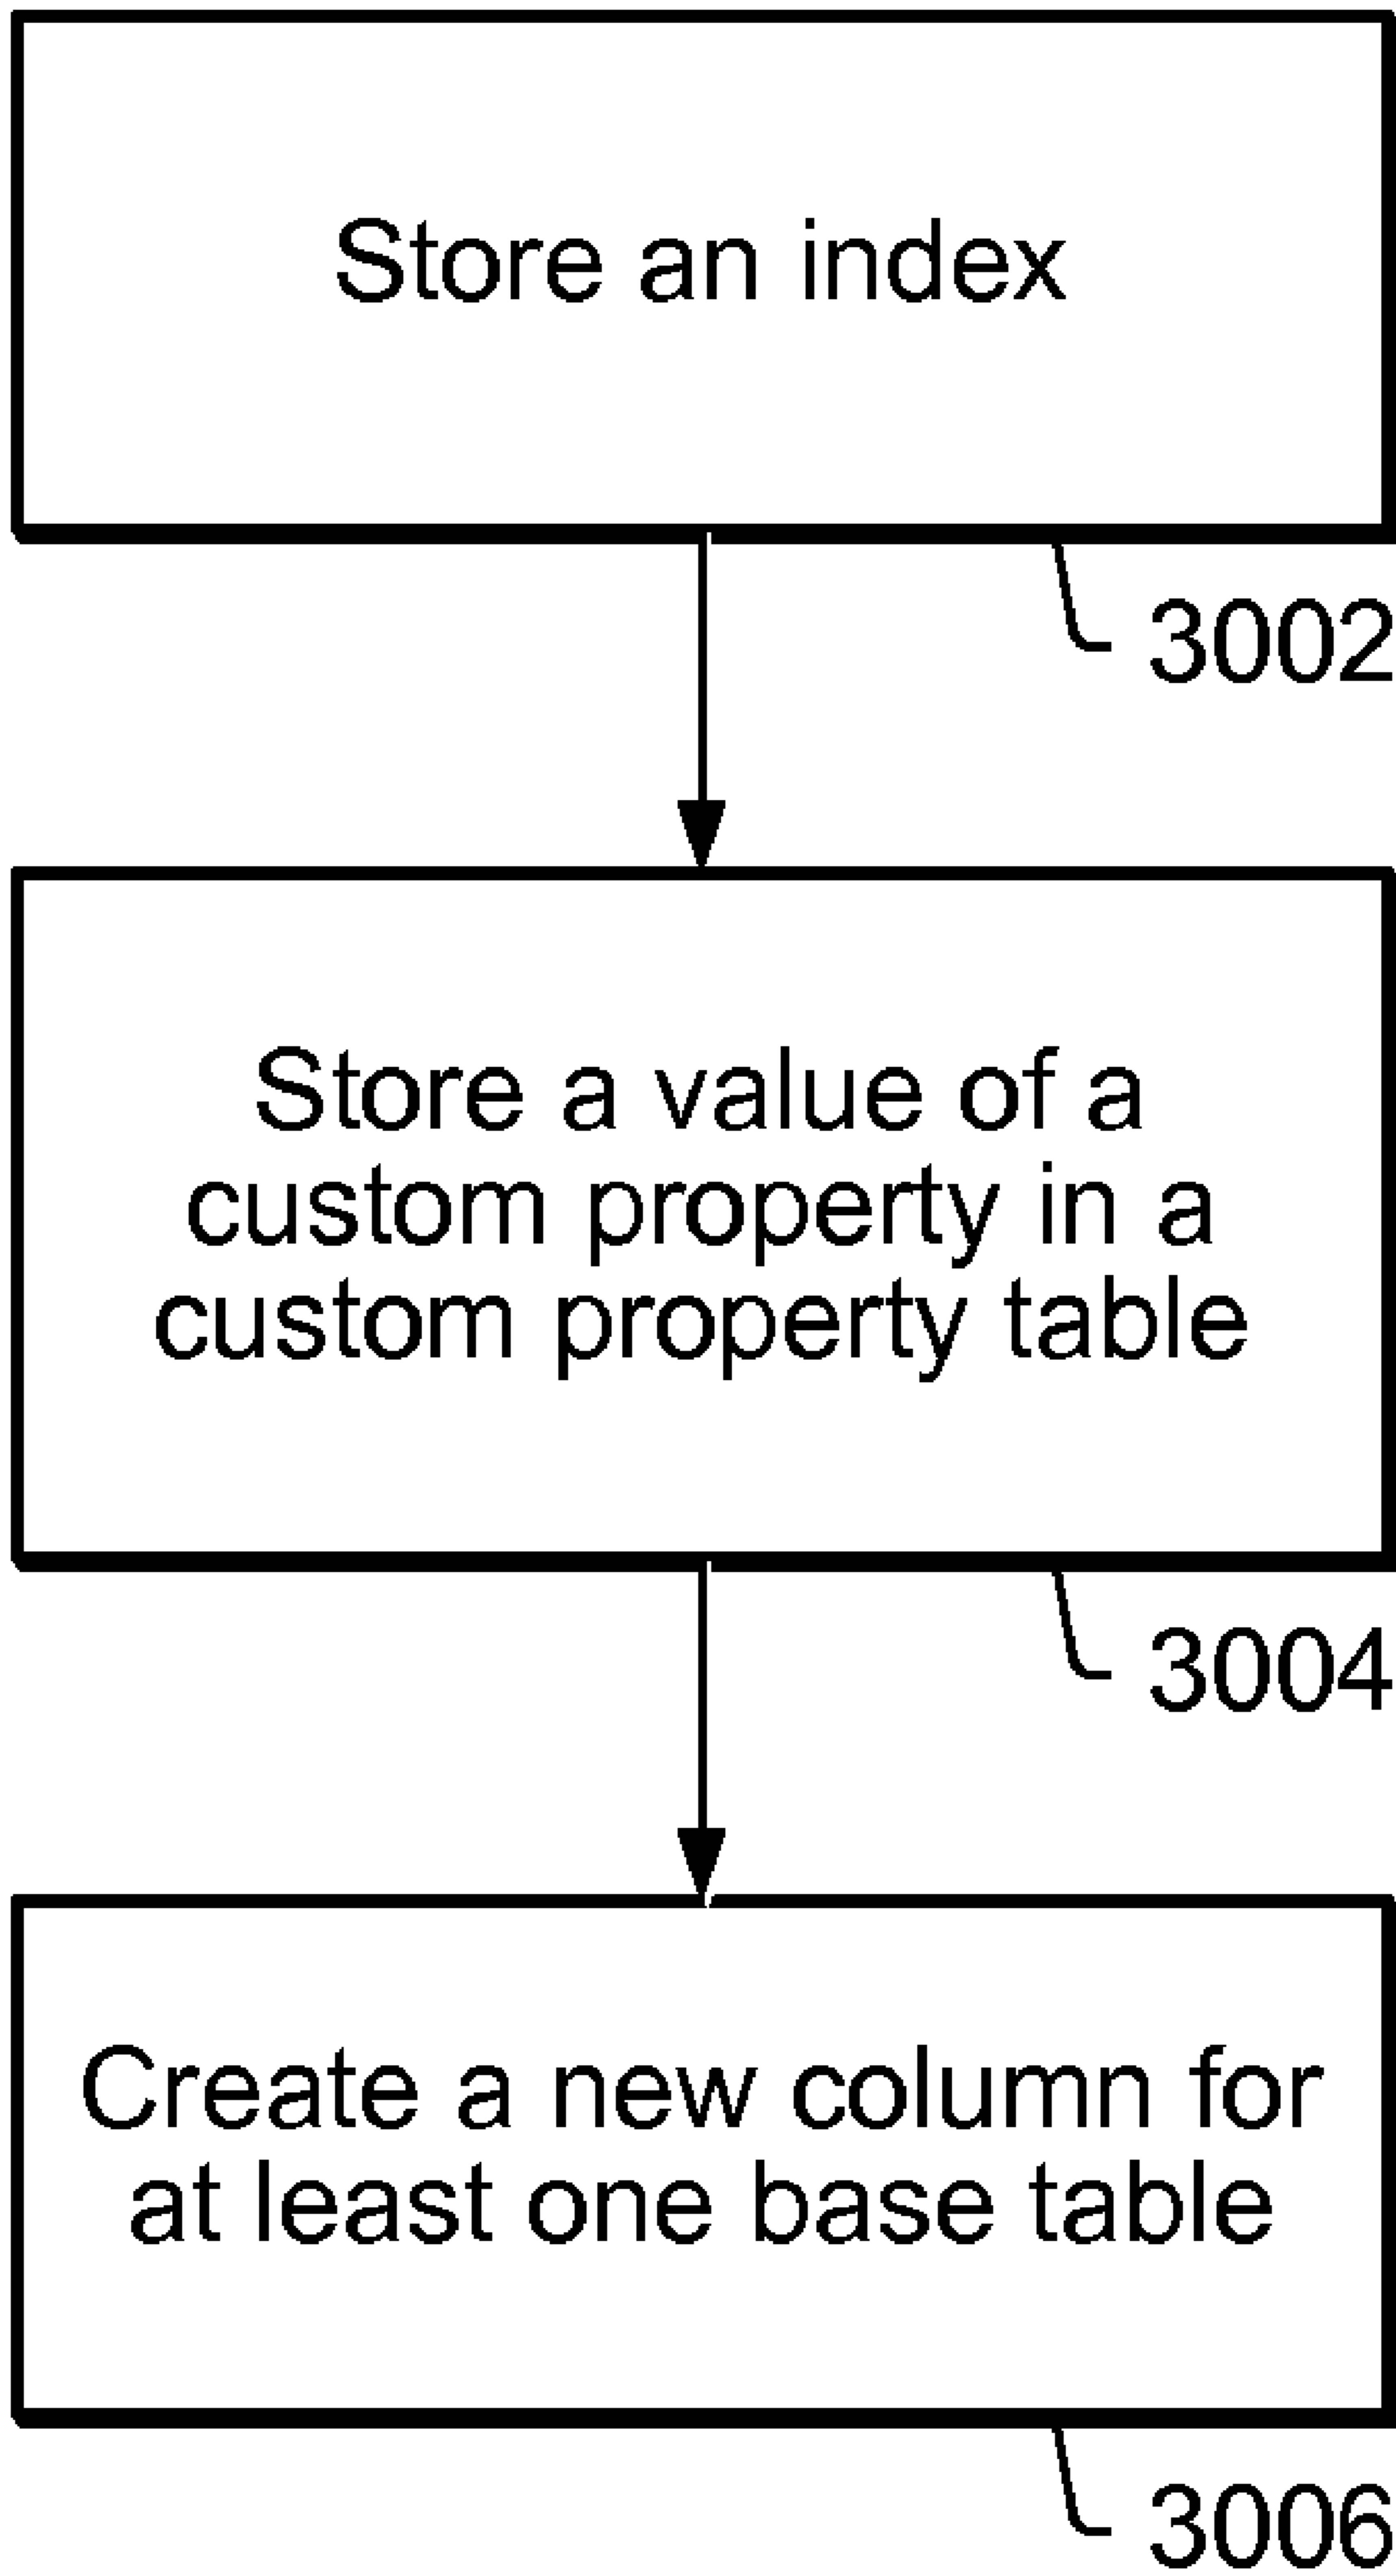 Store an index
3002
Store a value of a
custom property in a
custom property table
3004
Create a new column for
at least one base table
3006